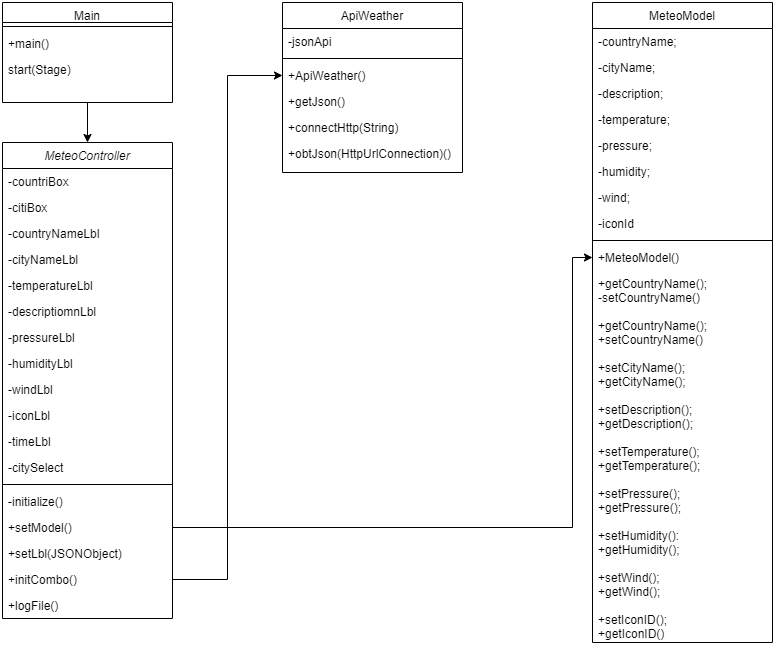 Main
+main()
start(Stage)
MeteoController
-countriBox
-citiBox
-countryNameLbl
-cityNameLbl
-temperatureLbl
-descriptiomnLbl
-pressureLbl
-humidityLbl
-windLbl
-iconLbl
-timeLbl
-citySelect
-initialize()
+setModel()
+setLbl(JSONObject)
+initCombo()
+logFile()
ApiWeather
-jsonApi
+ApiWeather()
+getJson()
+connectHttp(String)
+obtJson(HttpUrlConnection)()
MeteoModel
-countryName;
-cityName;
-description;
-temperature;
-pressure;
-humidity;
-wind;
-iconId
+MeteoModel()
+getCountryName();
-setCountryName()
+getCountryName();
+setCountryName()
+setCityName();
+getCityName();
+setDescription();
+getDescription();
+setTemperature();
+getTemperature();
+setPressure();
+getPressure();
+setHumidity():
+getHumidity();
+setWind();
+getWind();
+setIconID();
+getIconID()